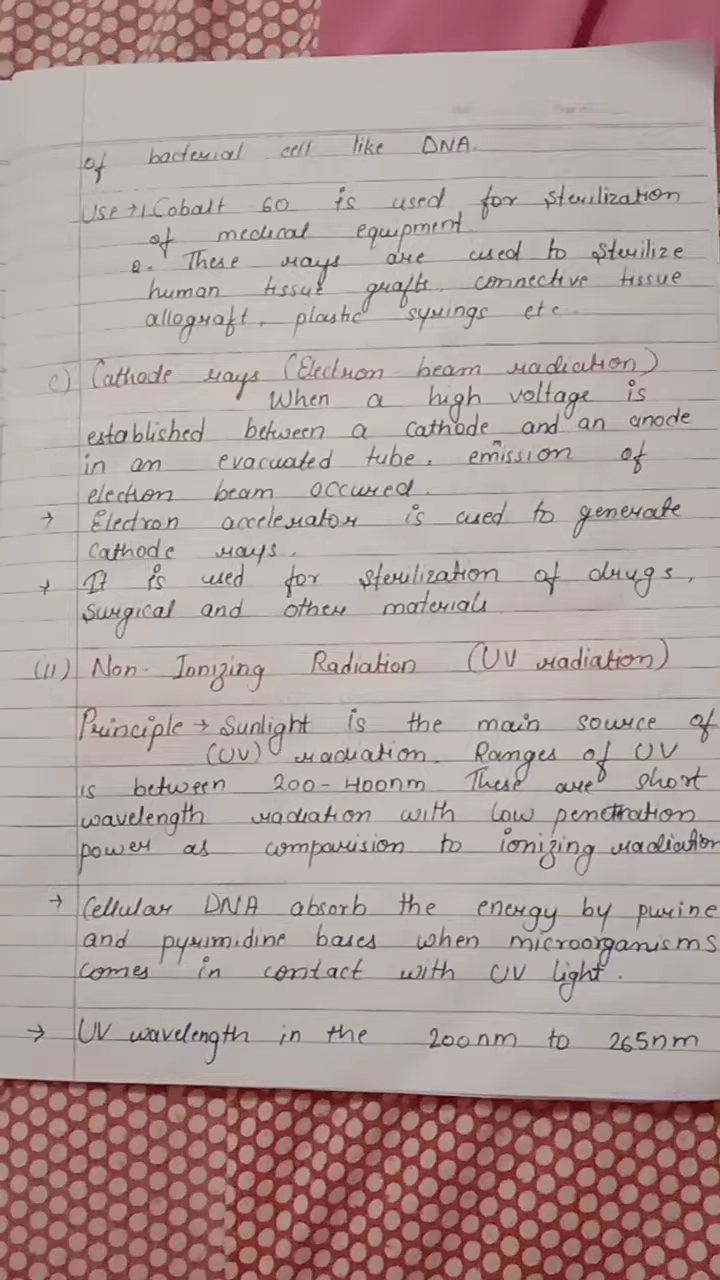 of bacterial cell like DNA.
Use → 1. Cobalt 60 is used for sterilization
of medical equipment.
2. These rays are used to sterilize
human tissue grafts, connective tissue
allograft, plastic syrings etc.
c) Cathode rays (Electron beam radiation)
When a high voltage is
established between a cathode and an anode
in an evacuated tube, emission of
electron beam occured.
→ Electron accelerator is used to generate
cathode rays.
→ It is used for sterilization of drugs,
surgical and other materials.
(ii) Non-Ionizing Radiation (UV radiation)
Principle → Sunlight is the main source of
(UV) radiation. Ranges of UV
is between 200-400nm These are short
wavelength radiation with low penetration
power as comparision to ionizing radiation
→ Cellular DNA absorb the energy by purine
and pyrimidine bases when microorganisms
comes in contact with UV light.
→ UV wavelength in the 200nm to 265nm